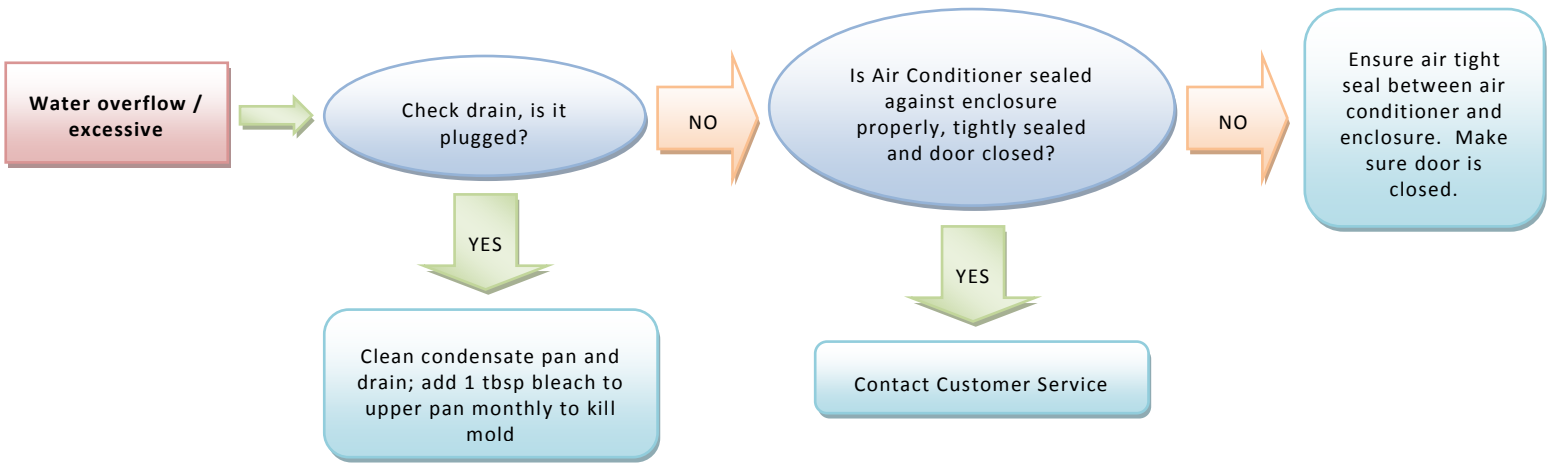 Water overflow /
excessive
Check drain, is it
plugged?
NO
Is Air Conditioner sealed
against enclosure
properly, tightly sealed
and door closed?
NO
Ensure air tight
seal between air
conditioner and
enclosure. Make
sure door is
closed.
YES
YES
Clean condensate pan and
drain; add 1 tbsp bleach to
upper pan monthly to kill
mold
Contact Customer Service